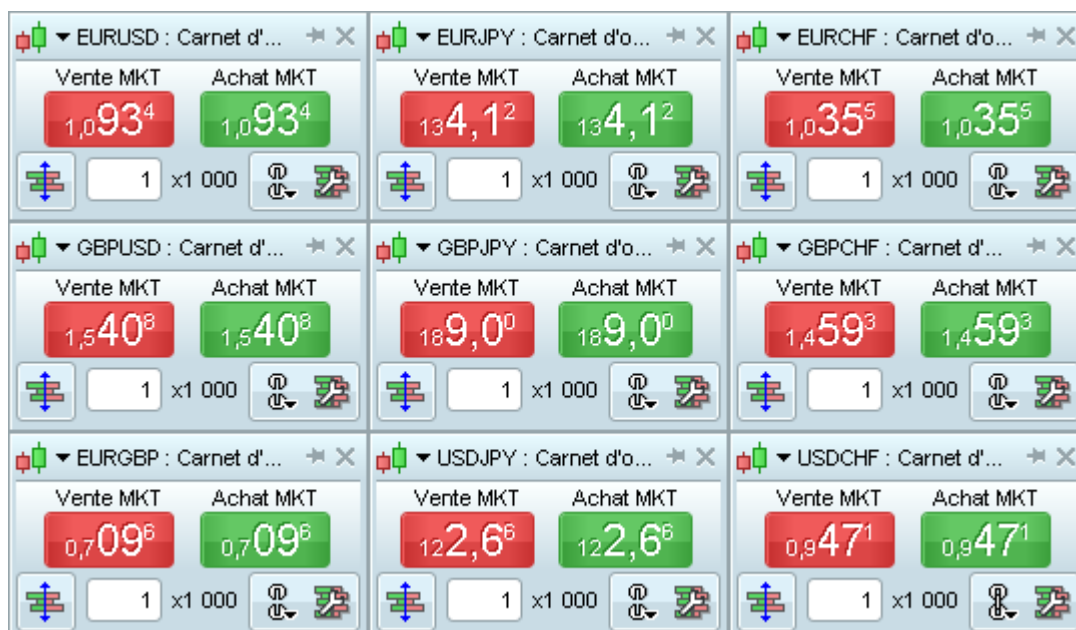 EURUSD : Carnet d'...
Vente MKT Achat MKT
1,0934 1,0934
1 x1 000
EURJPY : Carnet d'o...
Vente MKT Achat MKT
134,12 134,12
1 x1 000
EURCHF : Carnet d'o...
Vente MKT Achat MKT
1,0355 1,0355
1 x1 000
GBPUSD : Carnet d'...
Vente MKT Achat MKT
1,5408 1,5408
1 x1 000
GBPJPY : Carnet d'o...
Vente MKT Achat MKT
189,00 189,00
1 x1 000
GBPCHF : Carnet d'...
Vente MKT Achat MKT
1,4593 1,4593
1 x1 000
EURGBP : Carnet d'...
Vente MKT Achat MKT
0,7096 0,7096
1 x1 000
USDJPY : Carnet d'o...
Vente MKT Achat MKT
122,66 122,66
1 x1 000
USDCHF : Carnet d'...
Vente MKT Achat MKT
0,9471 0,9471
1 x1 000